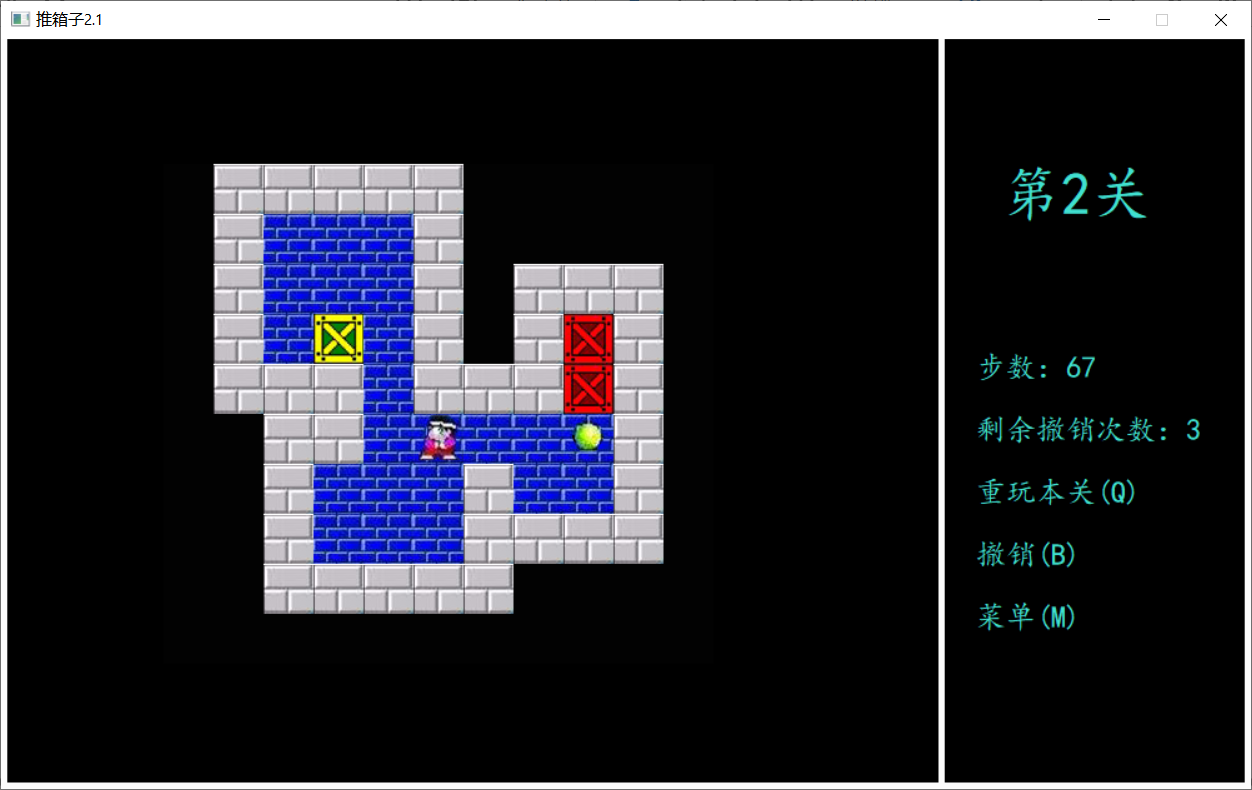 推箱子2.1
第2关
步数：67
剩余撤销次数：3
重玩本关(Q)
撤销(B)
菜单(M)